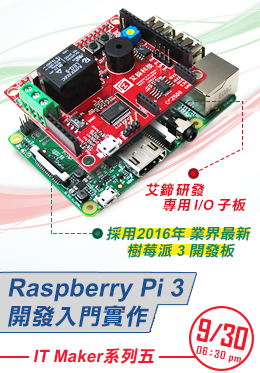 艾鍗研發
專用 I/O 子板
採用2016年 業界最新
樹莓派 3 開發板
Raspberry Pi 3
開發入門實作
IT Maker系列五
9/30
06:30 pm